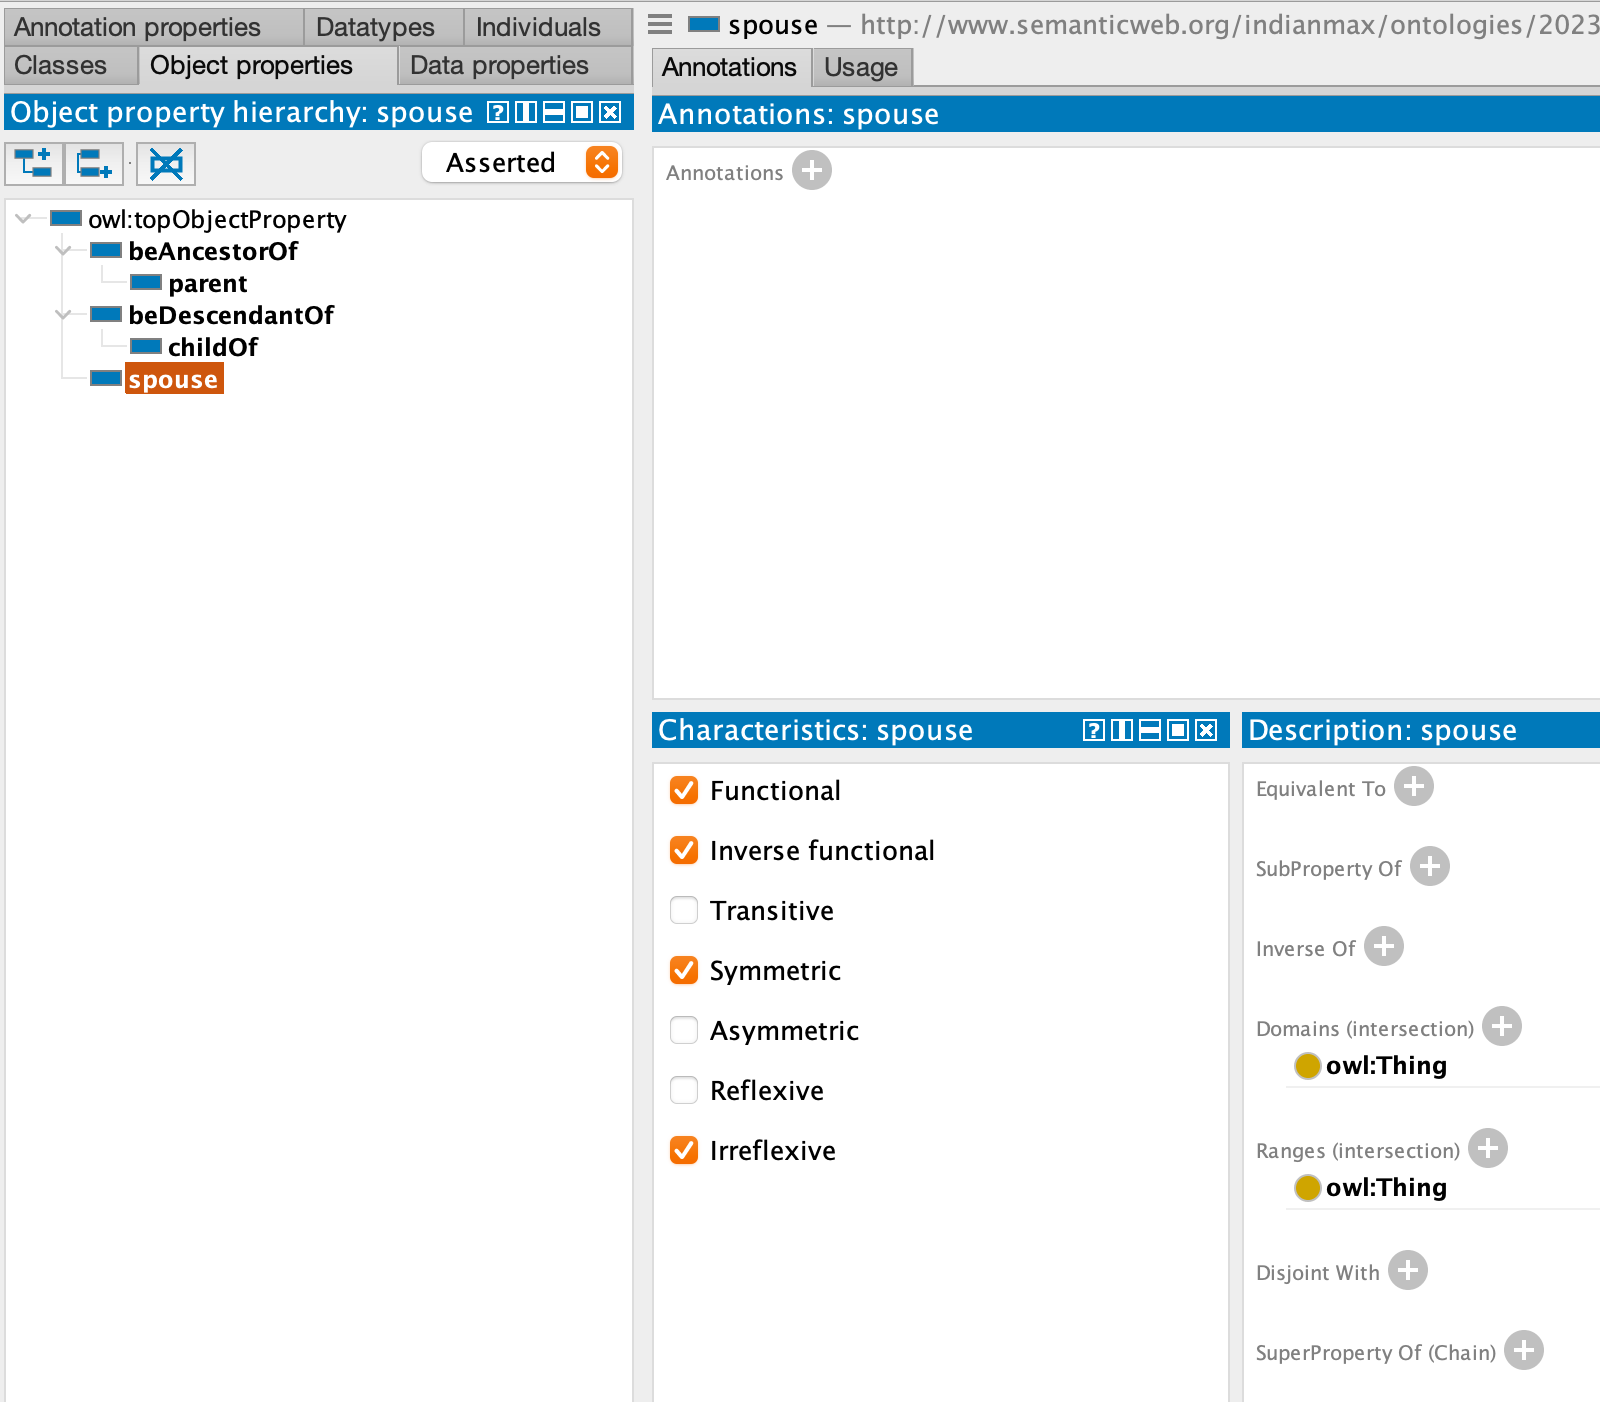 Annotation properties
Datatypes
Individuals
Classes
Object properties
Data properties
Object property hierarchy: spouse
Asserted
owl:topObjectProperty
beAncestorOf
parent
beDescendantOf
childOf
spouse
spouse — http://www.semanticweb.org/indianmax/ontologies/2023
Annotations
Usage
Annotations: spouse
Annotations
Characteristics: spouse
Functional
Inverse functional
Transitive
Symmetric
Asymmetric
Reflexive
Irreflexive
Description: spouse
Equivalent To
SubProperty Of
Inverse Of
Domains (intersection)
owl:Thing
Ranges (intersection)
owl:Thing
Disjoint With
SuperProperty Of (Chain)